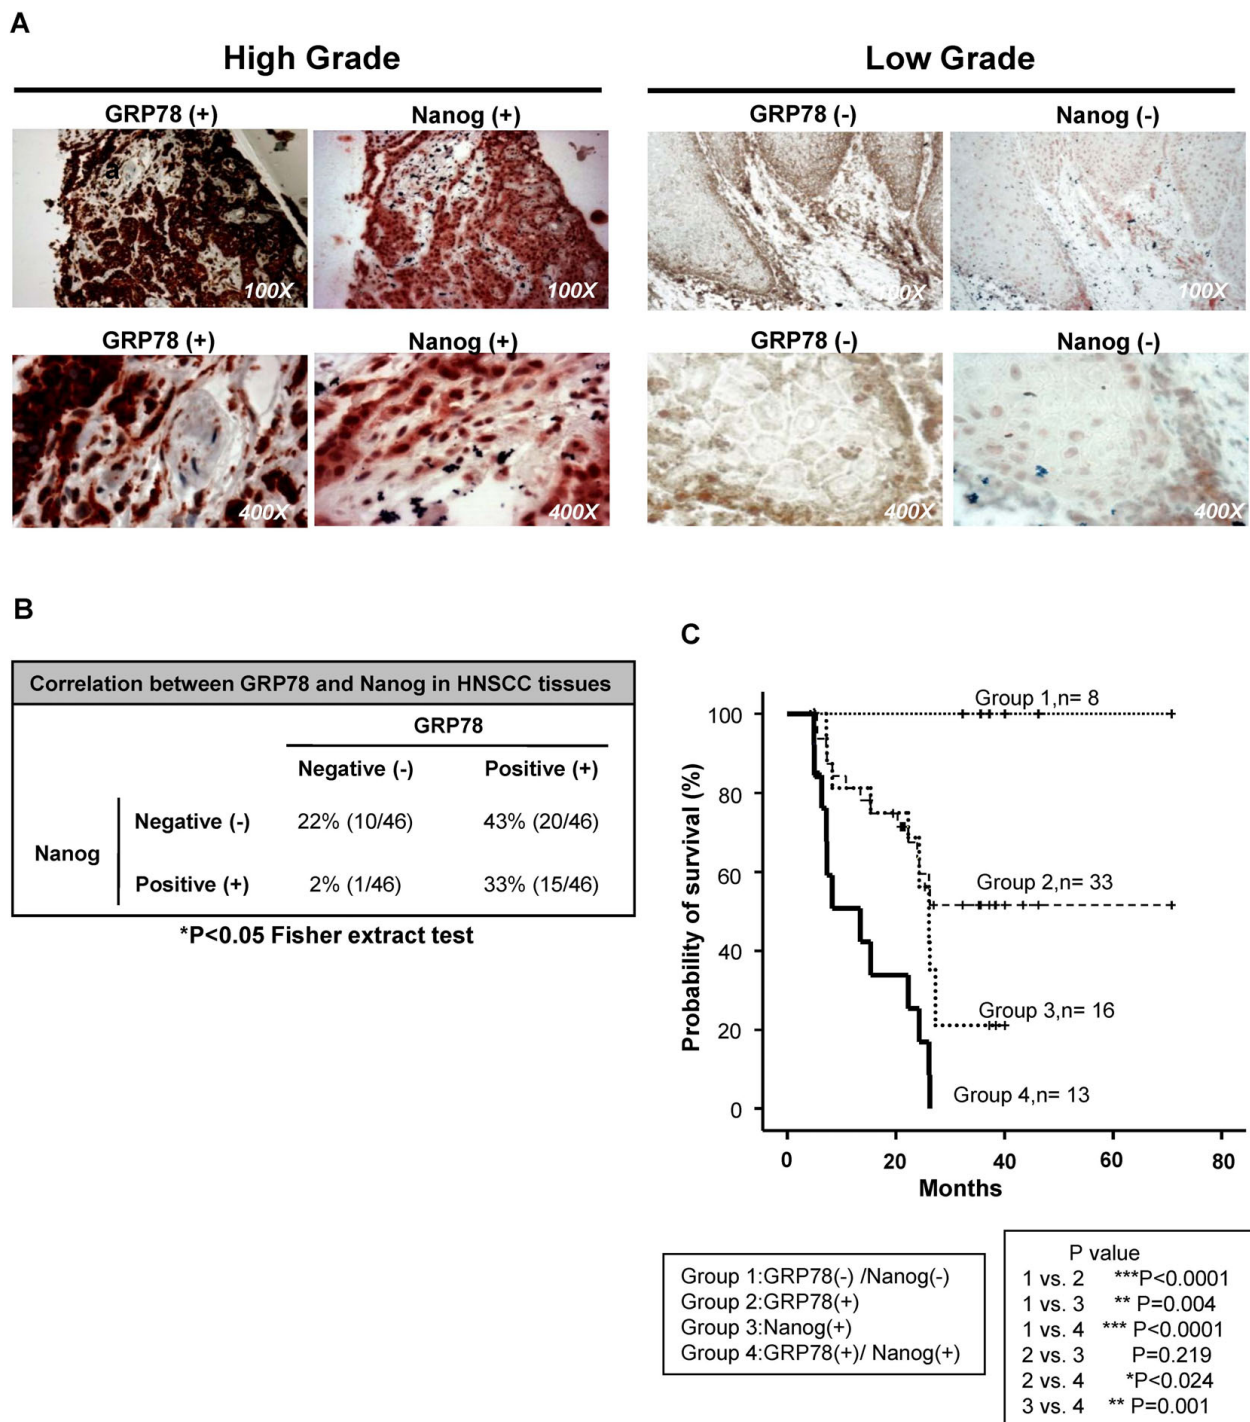 A
High Grade
Low Grade
GRP78 (+)
Nanog (+)
GRP78 (-)
Nanog (-)
a
100X
100X
100X
100X
GRP78 (+)
Nanog (+)
GRP78 (-)
Nanog (-)
400X
400X
400X
400X
B
Correlation between GRP78 and Nanog in HNSCC tissues
GRP78
Negative (-) Positive (+)
Nanog
Negative (-) 22% (10/46) 43% (20/46)
Positive (+) 2% (1/46) 33% (15/46)
*P<0.05 Fisher extract test
C
Probability of survival (%)
100
80
60
40
20
0
Group 1,n= 8
Group 2,n= 33
Group 3,n= 16
Group 4,n= 13
0 20 40 60 80
Months
Group 1:GRP78(-) /Nanog(-)
Group 2:GRP78(+)
Group 3:Nanog(+)
Group 4:GRP78(+)/ Nanog(+)
P value
1 vs. 2 ***P<0.0001
1 vs. 3 ** P=0.004
1 vs. 4 *** P<0.0001
2 vs. 3 P=0.219
2 vs. 4 *P<0.024
3 vs. 4 ** P=0.001